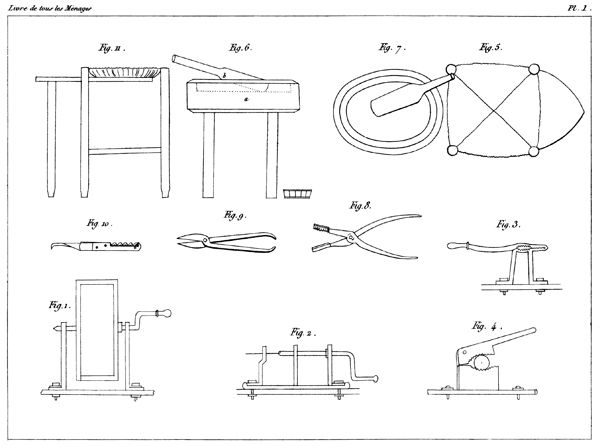 Livre de tous les Ménages
Pl. 1.
Fig. 11.
Fig. 6.
Fig. 7.
Fig. 5.
b
a
Fig. 10.
Fig. 9.
Fig. 8.
Fig. 3.
Fig. 1.
Fig. 2.
Fig. 4.